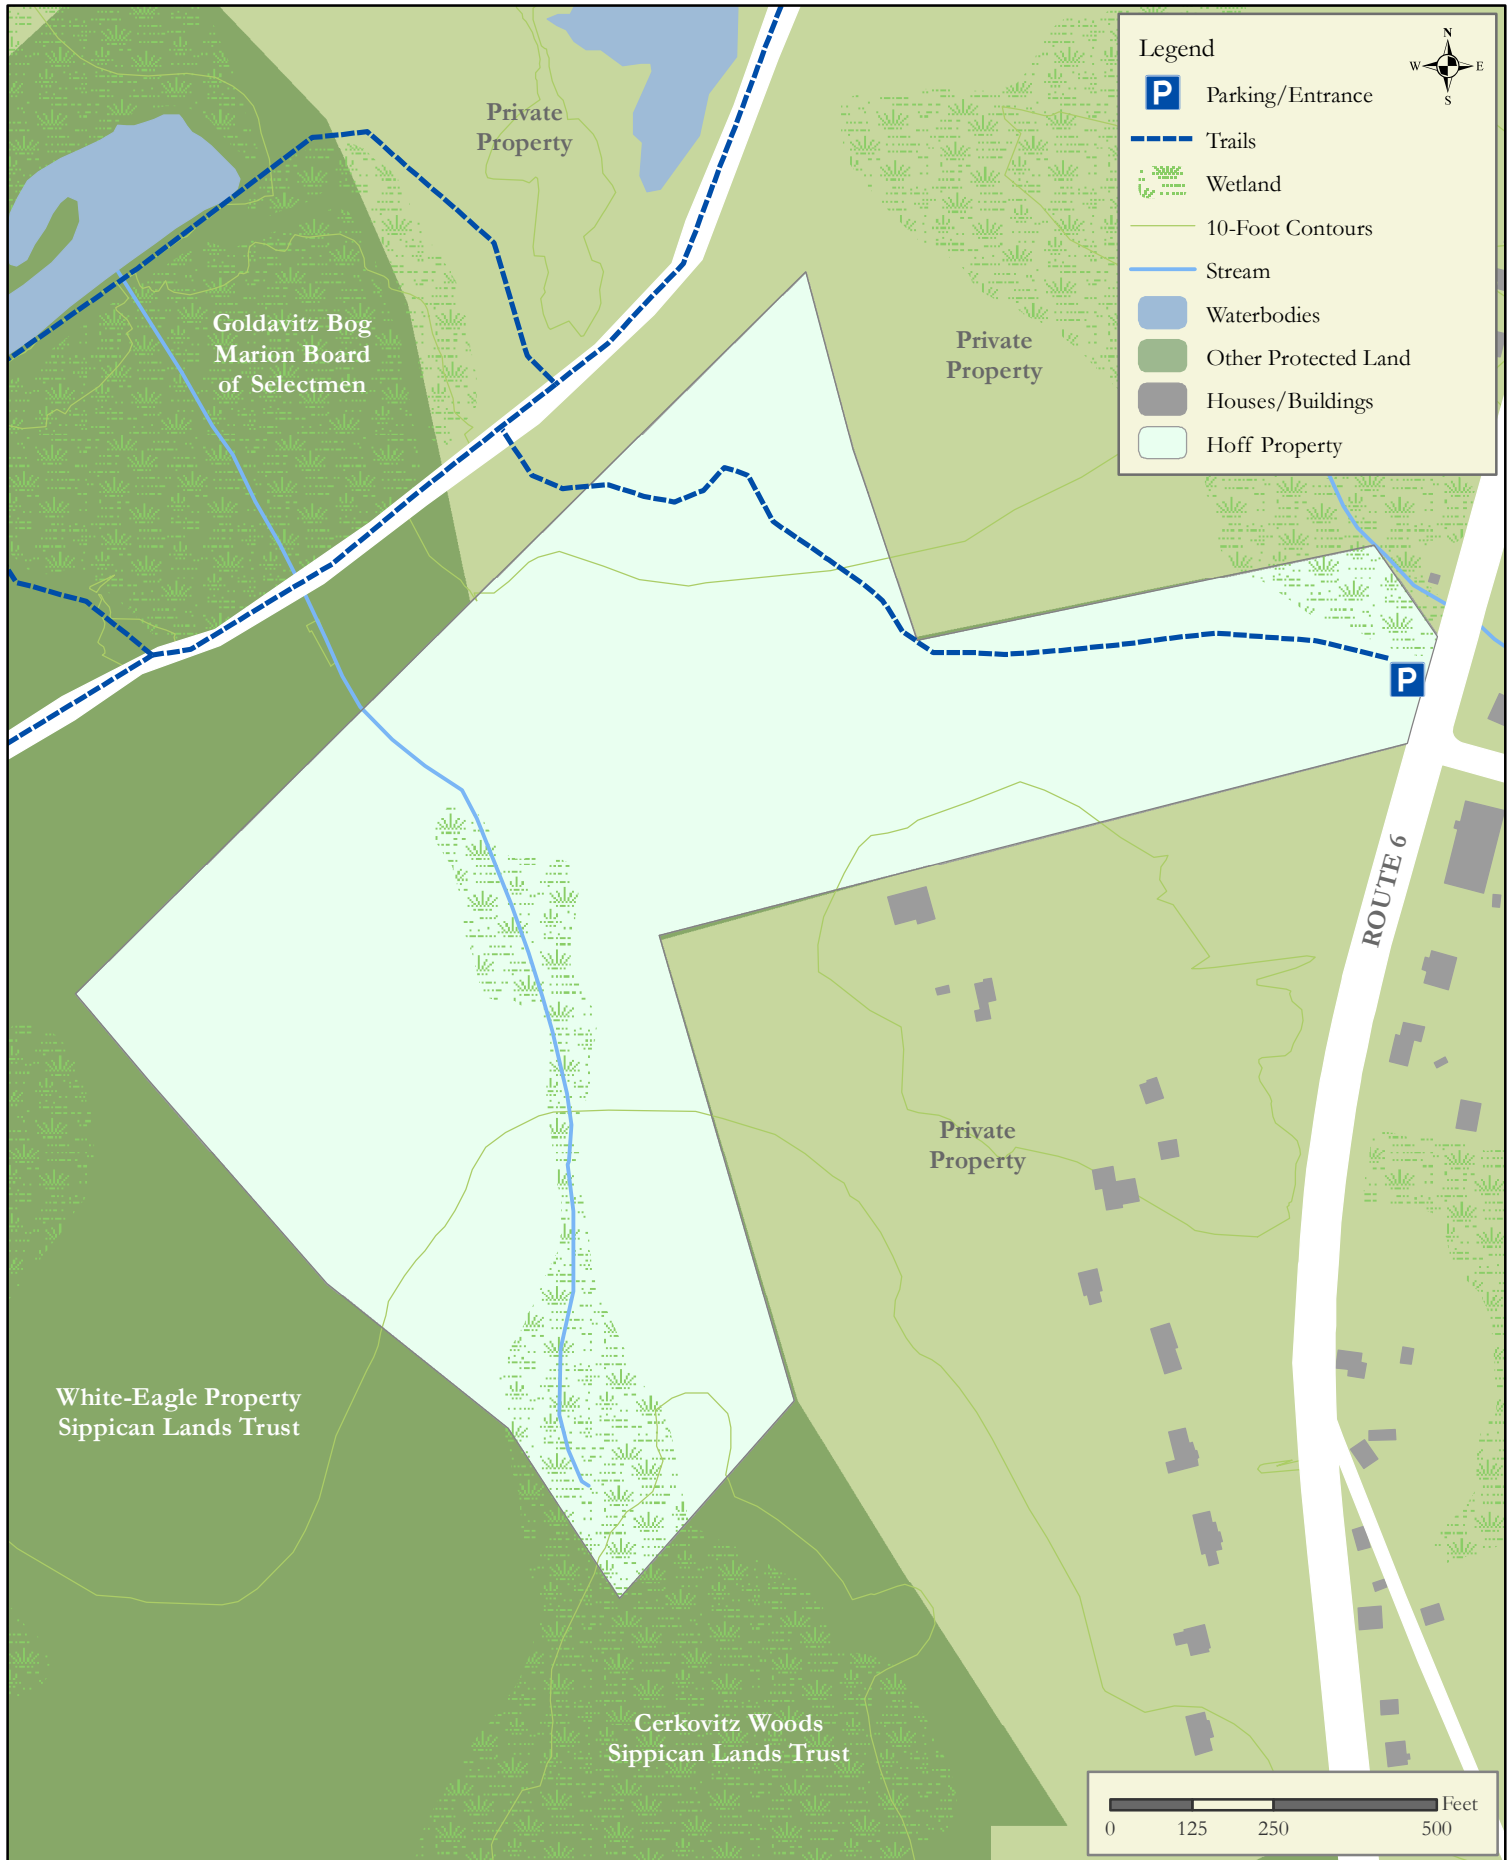 Legend
N
W E
S
P Parking/Entrance
Trails
Wetland
10-Foot Contours
Stream
Waterbodies
Other Protected Land
Houses/Buildings
Hoff Property
Private
Property
Goldavitz Bog
Marion Board
of Selectmen
Private
Property
P
ROUTE 6
Private
Property
White-Eagle Property
Sippican Lands Trust
Cerkovitz Woods
Sippican Lands Trust
Feet
0 125 250 500